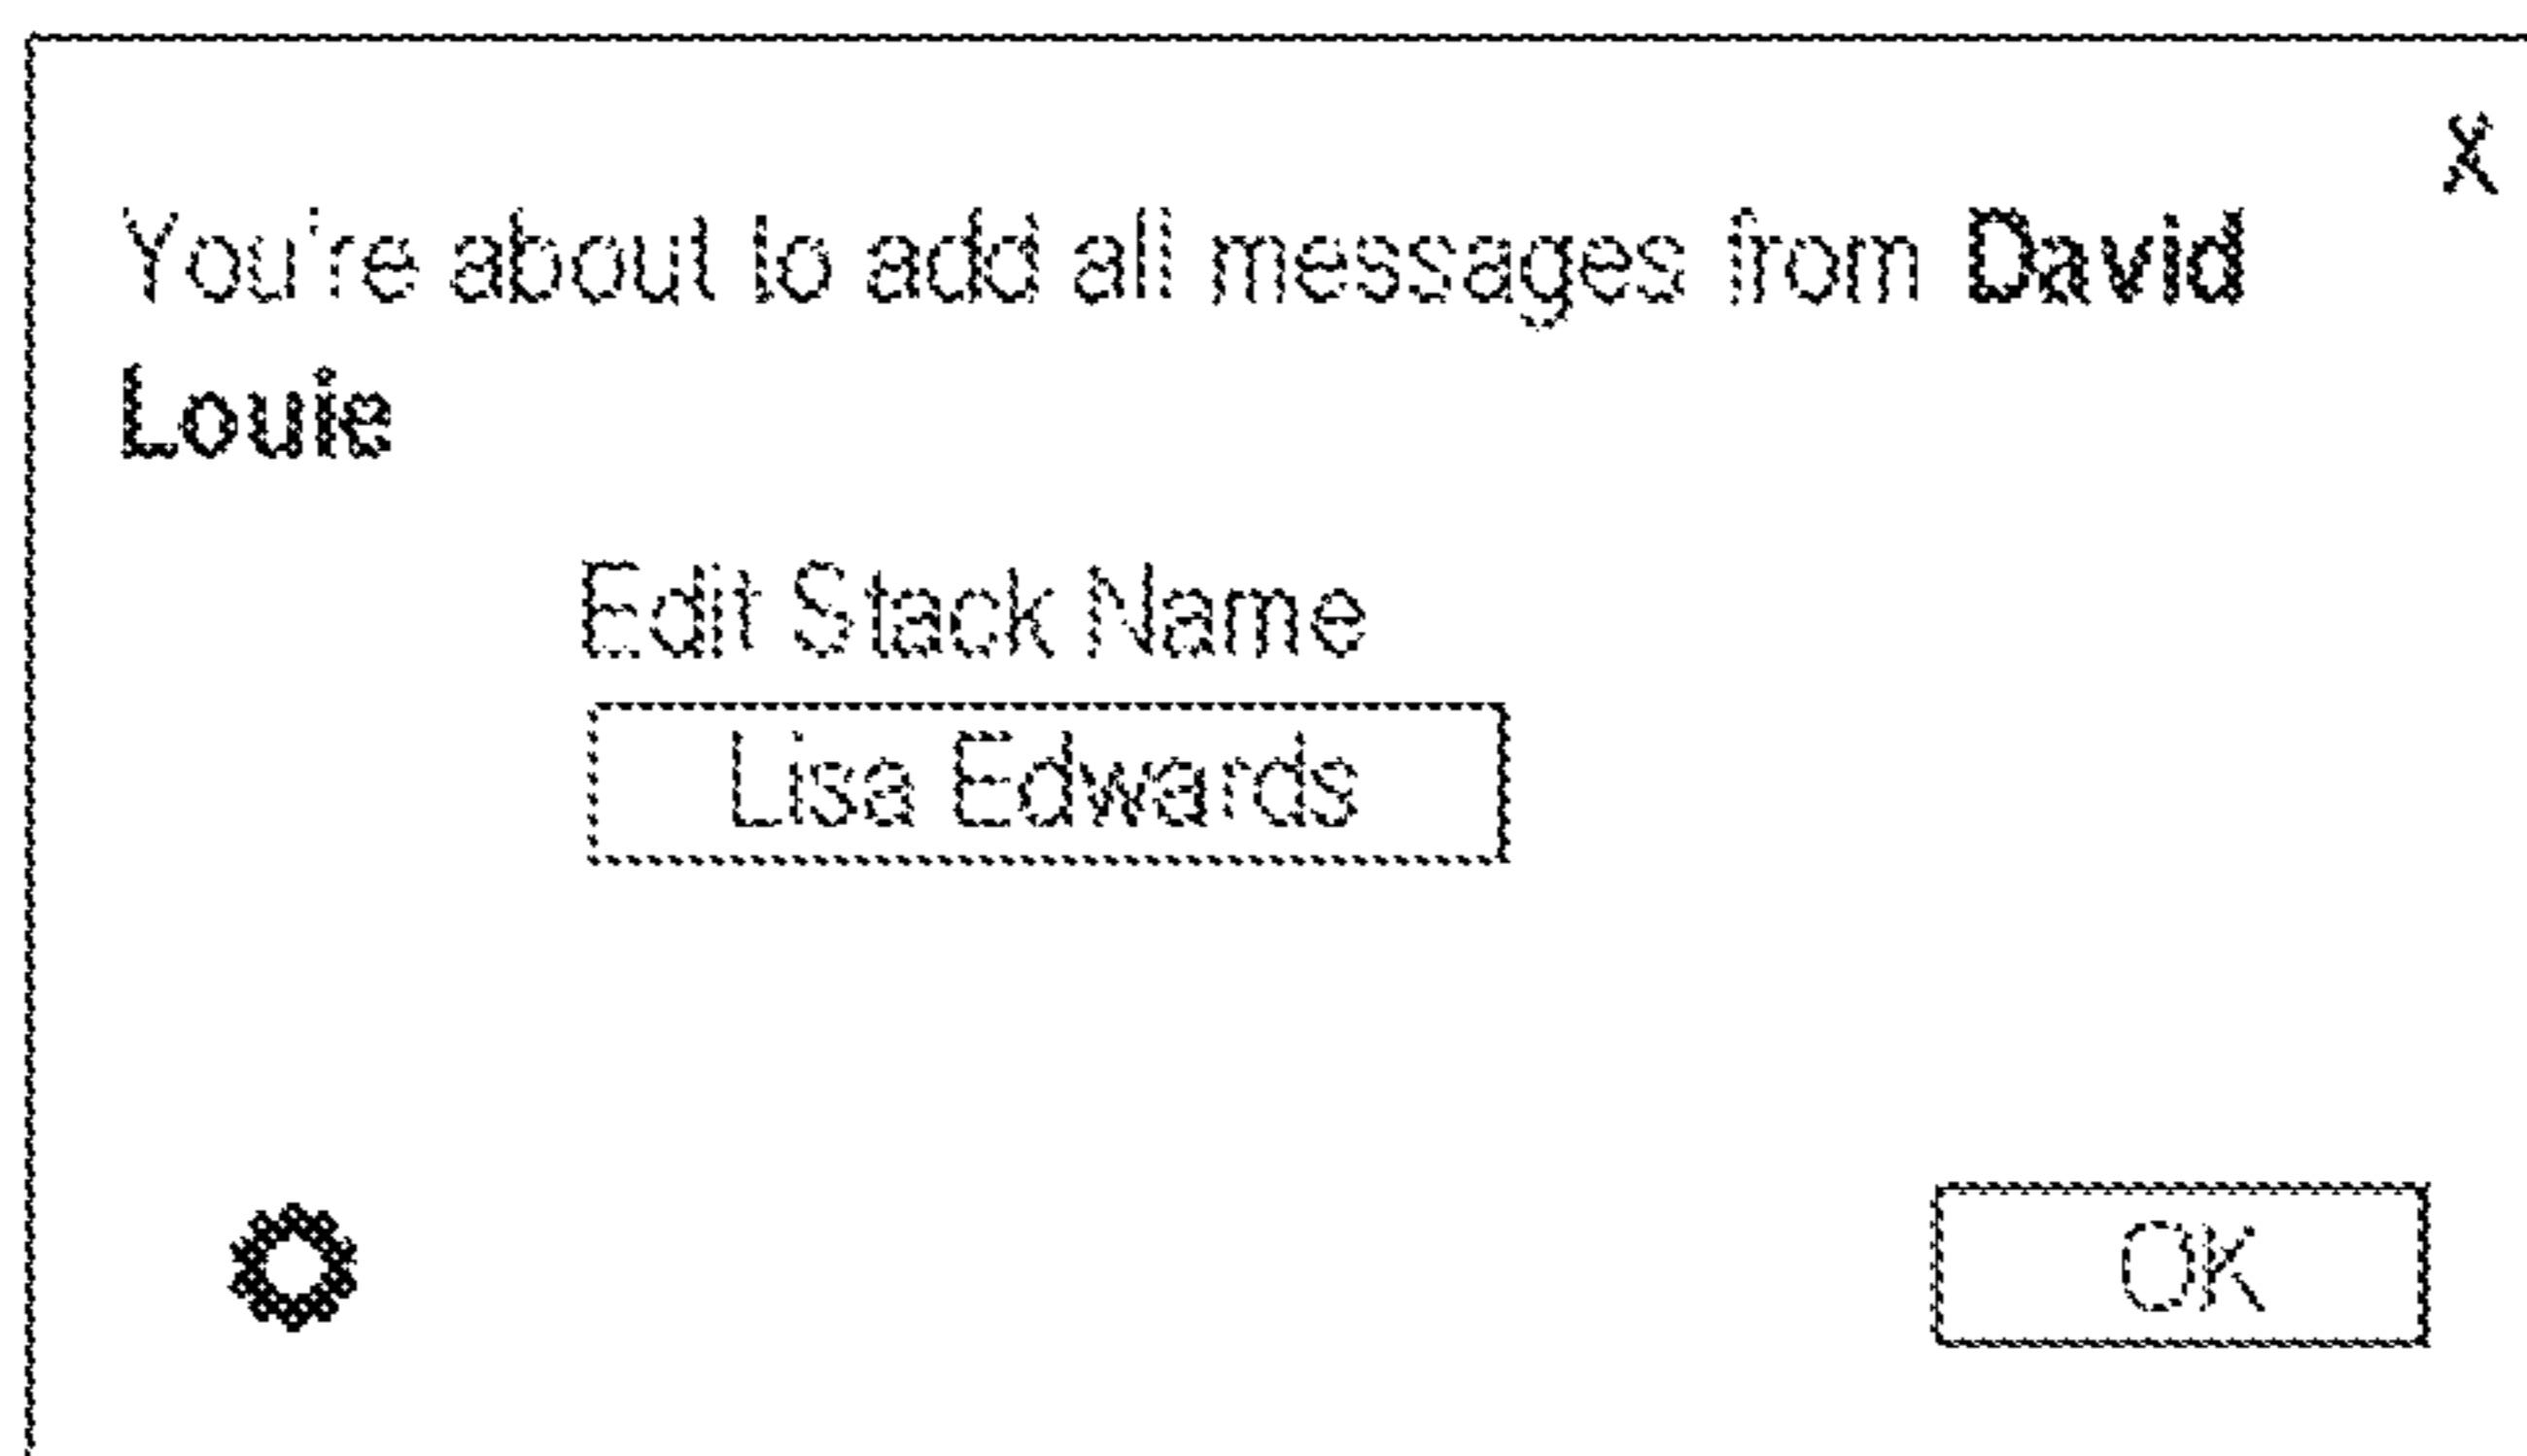 X
You're about to add all messages from David
Louie
Edit Stack Name
Lisa Edwards
OK